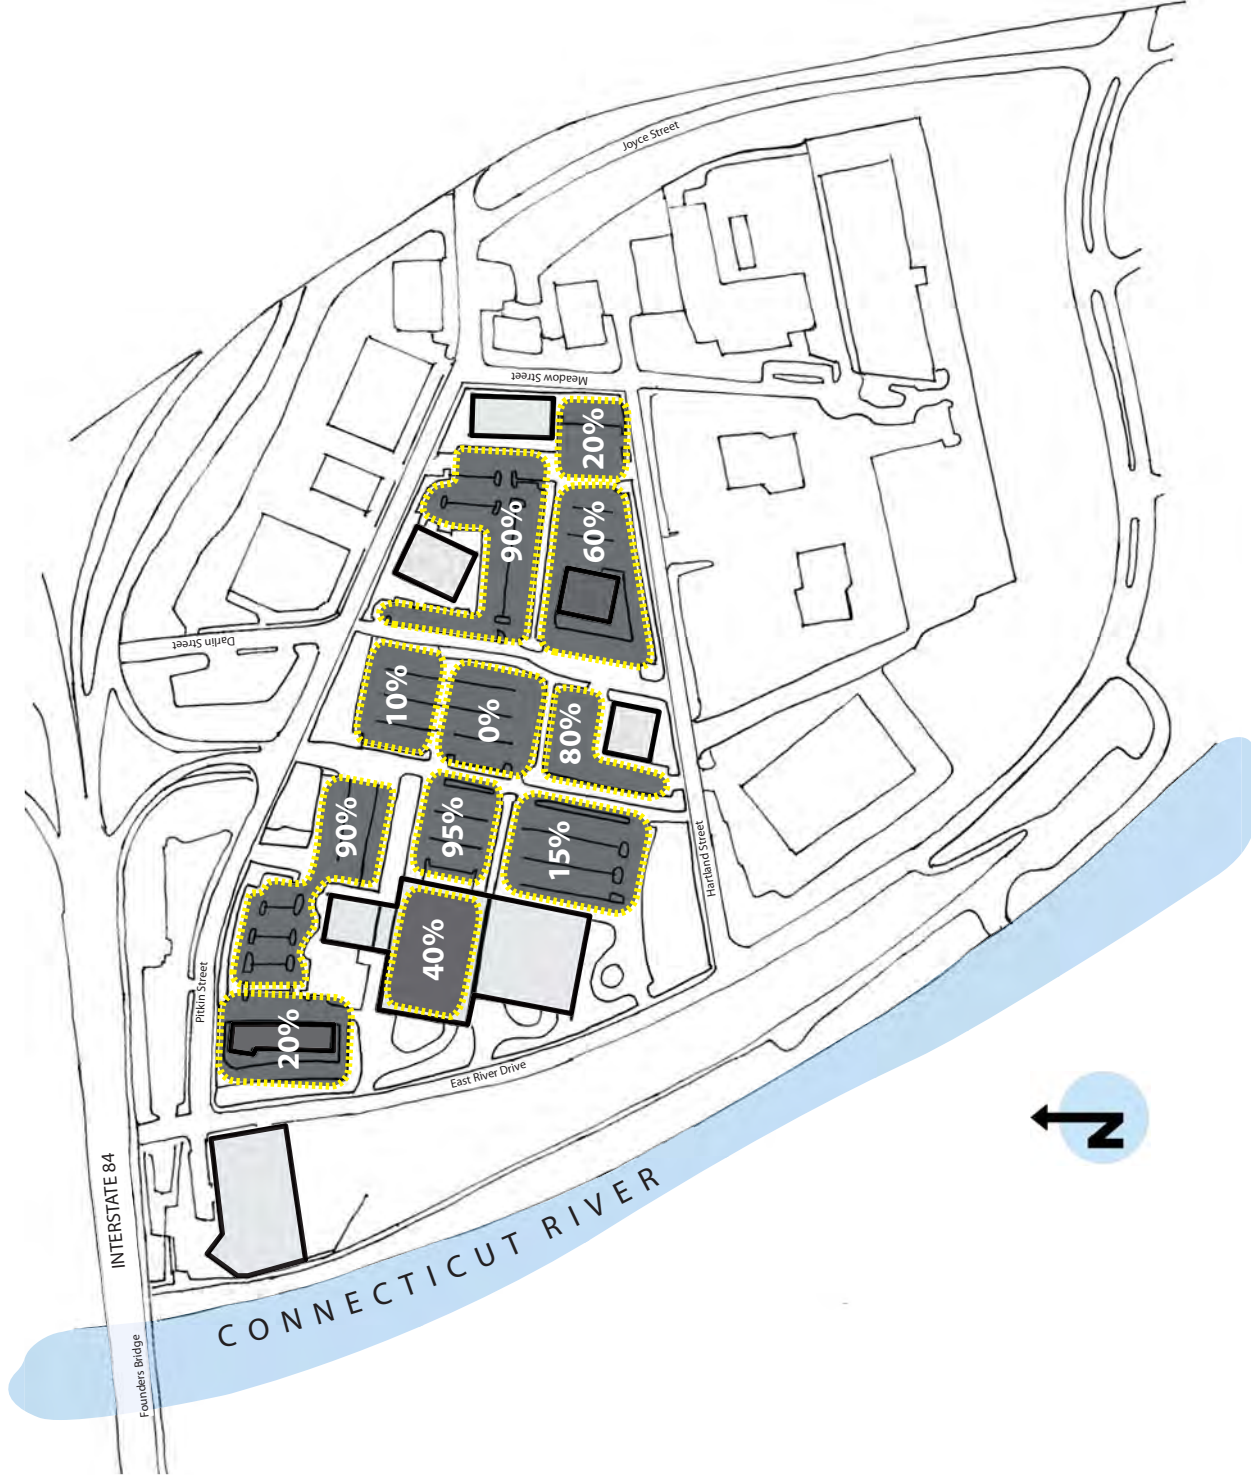 Joyce Street
Meadow Street
20%
90%
60%
Darlin Street
10%
0%
80%
90%
95%
15%
Hartland Street
40%
Pitkin Street
20%
East River Drive
INTERSTATE 84
CONNECTICUT RIVER
Founders Bridge
N